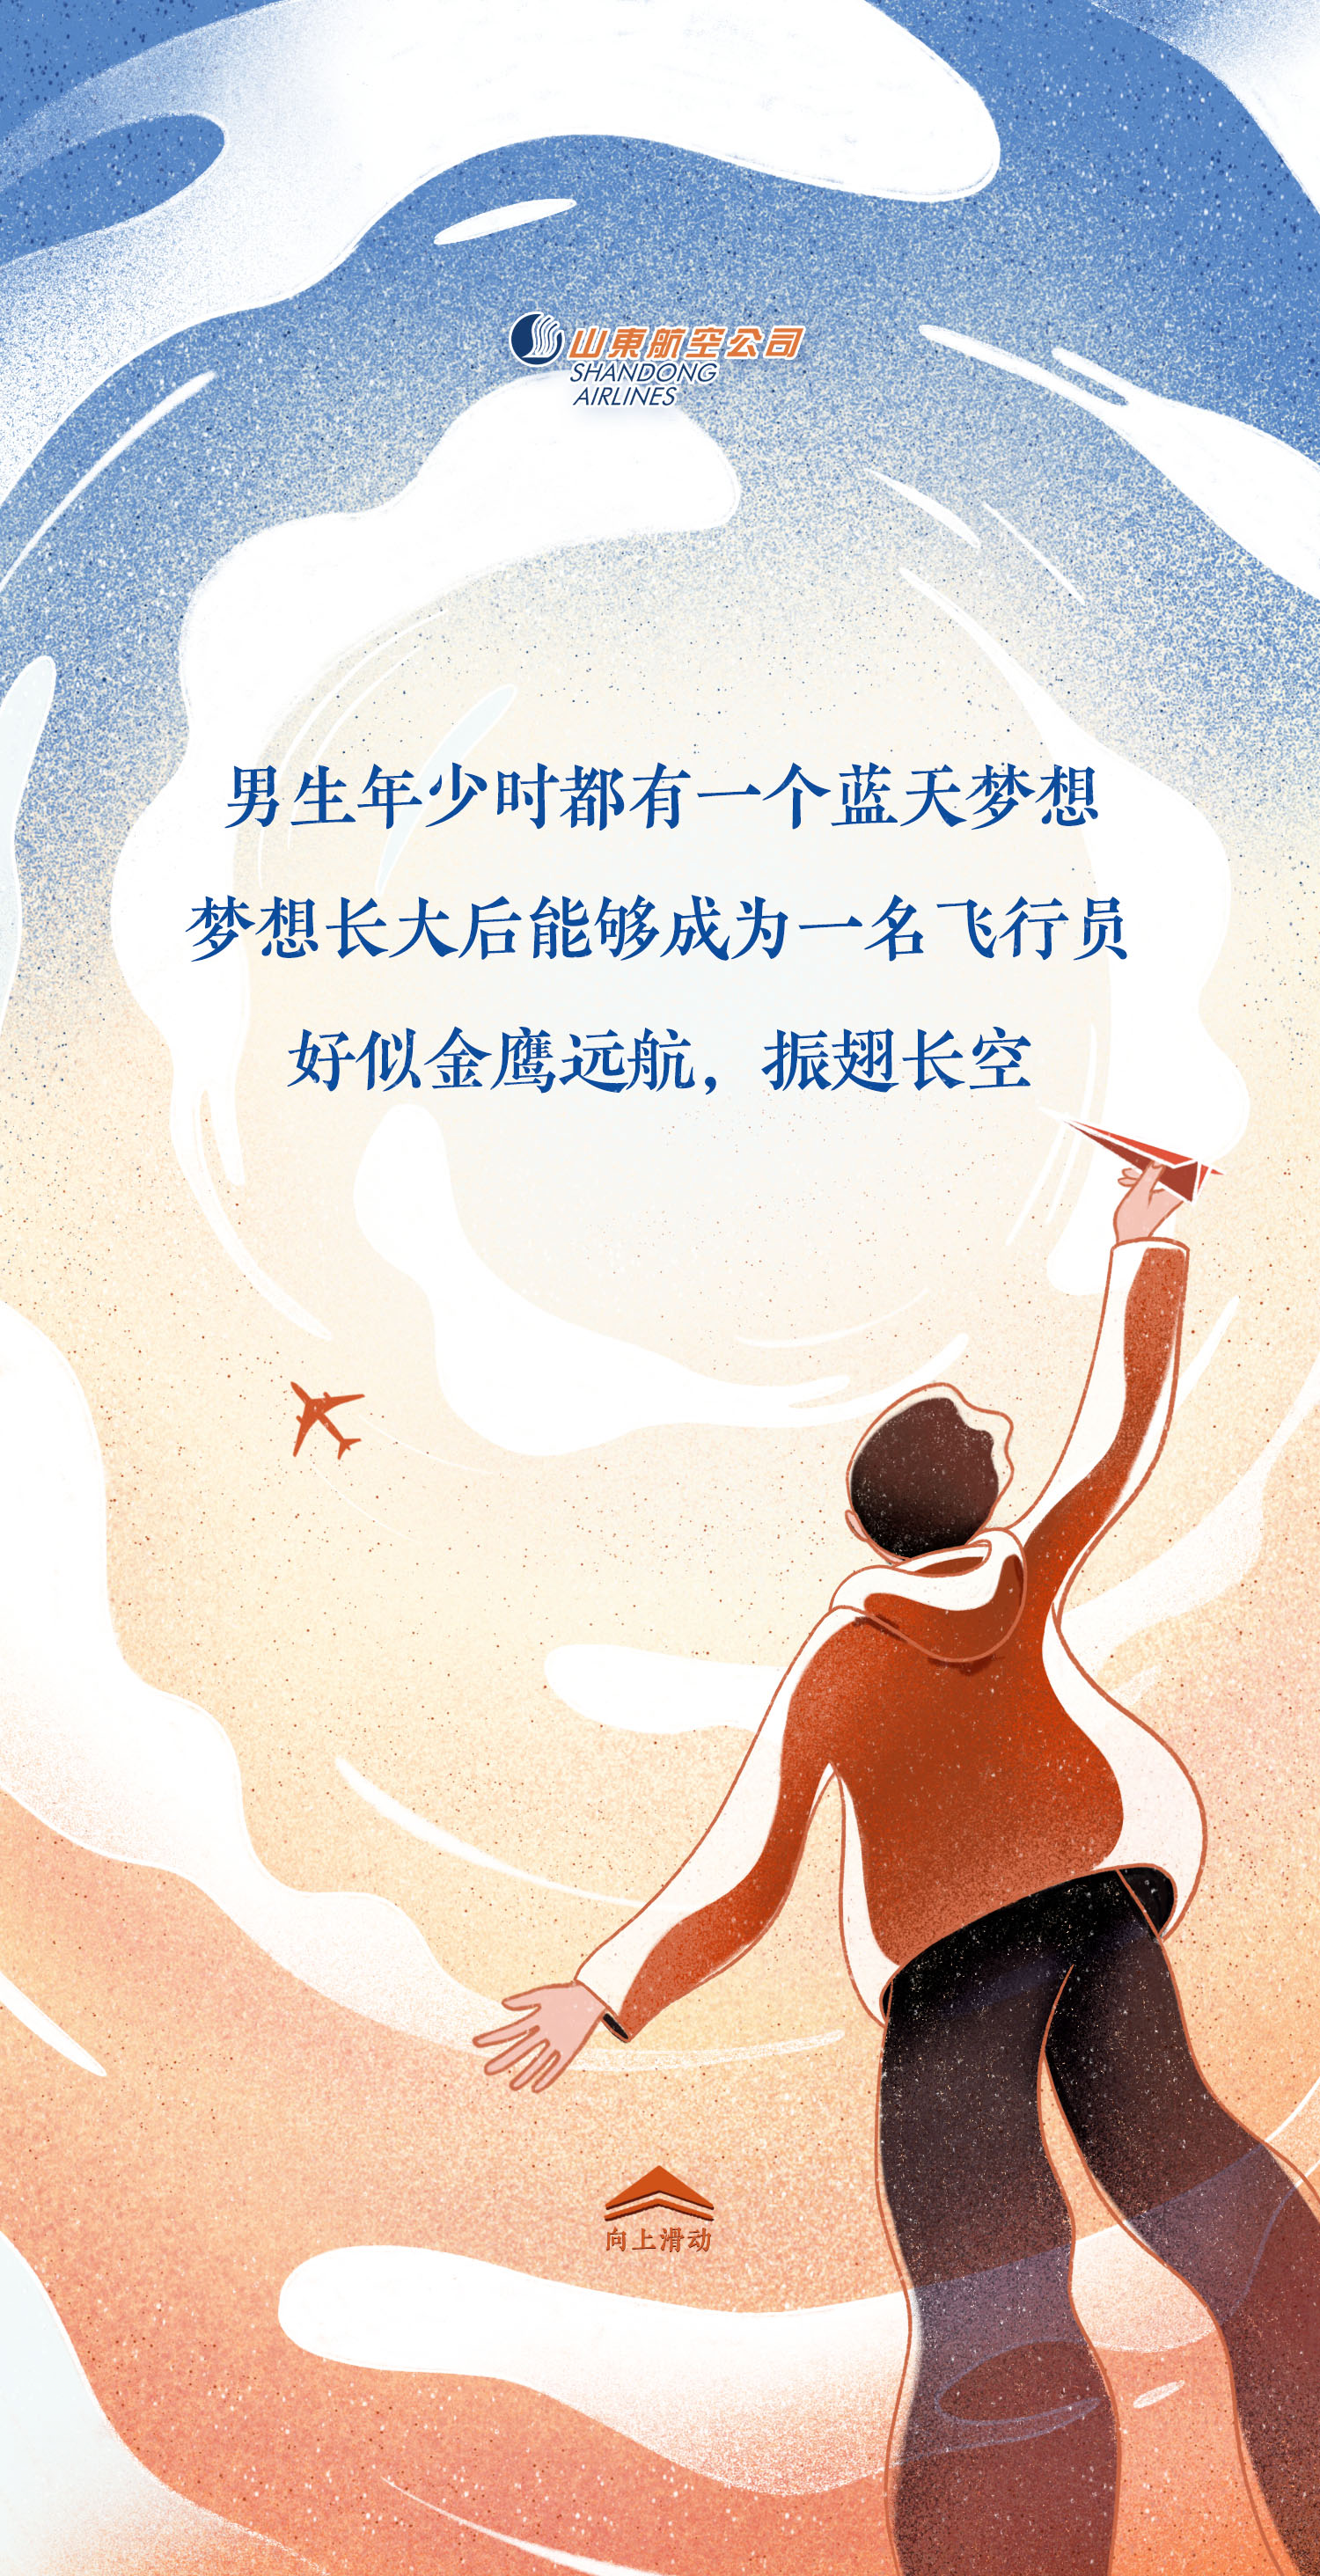 山東航空公司
SHANDONG
AIRLINES
男生年少时都有一个蓝天梦想
梦想长大后能够成为一名飞行员
好似金鹰远航，振翅长空
向上滑动